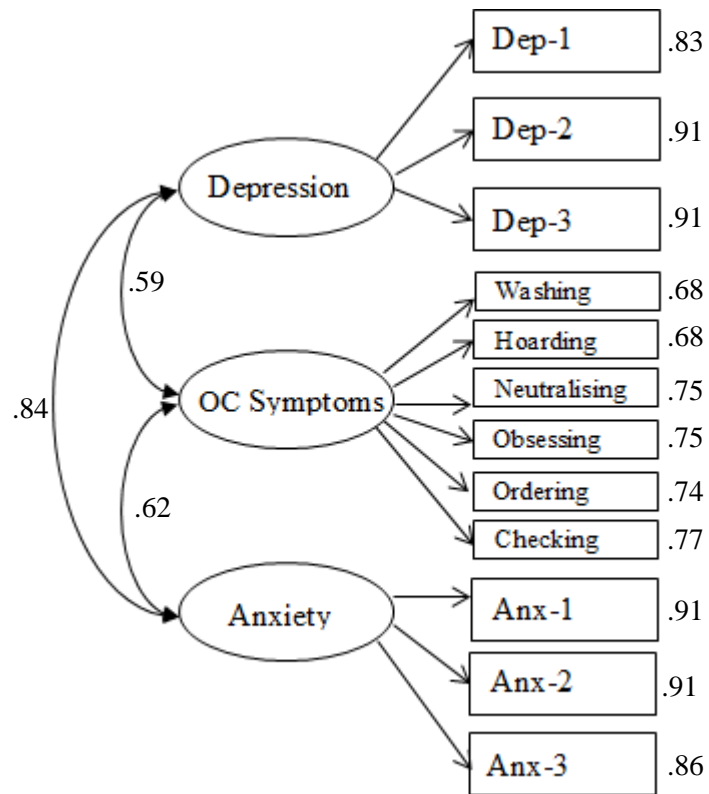 Dep-1 .83
Dep-2 .91
Depression
Dep-3 .91
.59
Washing .68
Hoarding .68
Neutralising .75
OC Symptoms
.84
Obsessing .75
Ordering .74
.62
Checking .77
Anx-1 .91
Anxiety
Anx-2 .91
Anx-3 .86